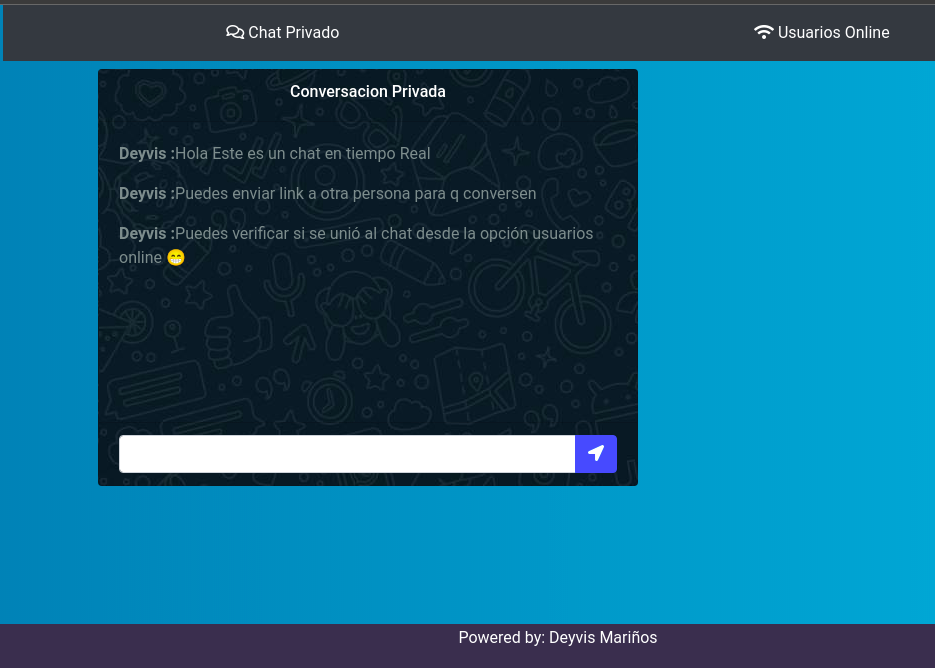 Chat Privado
Usuarios Online
Conversacion Privada
Deyvis :Hola Este es un chat en tiempo Real
Deyvis :Puedes enviar link a otra persona para q conversen
Deyvis :Puedes verificar si se unió al chat desde la opción usuarios
online 😁
Powered by: Deyvis Mariños